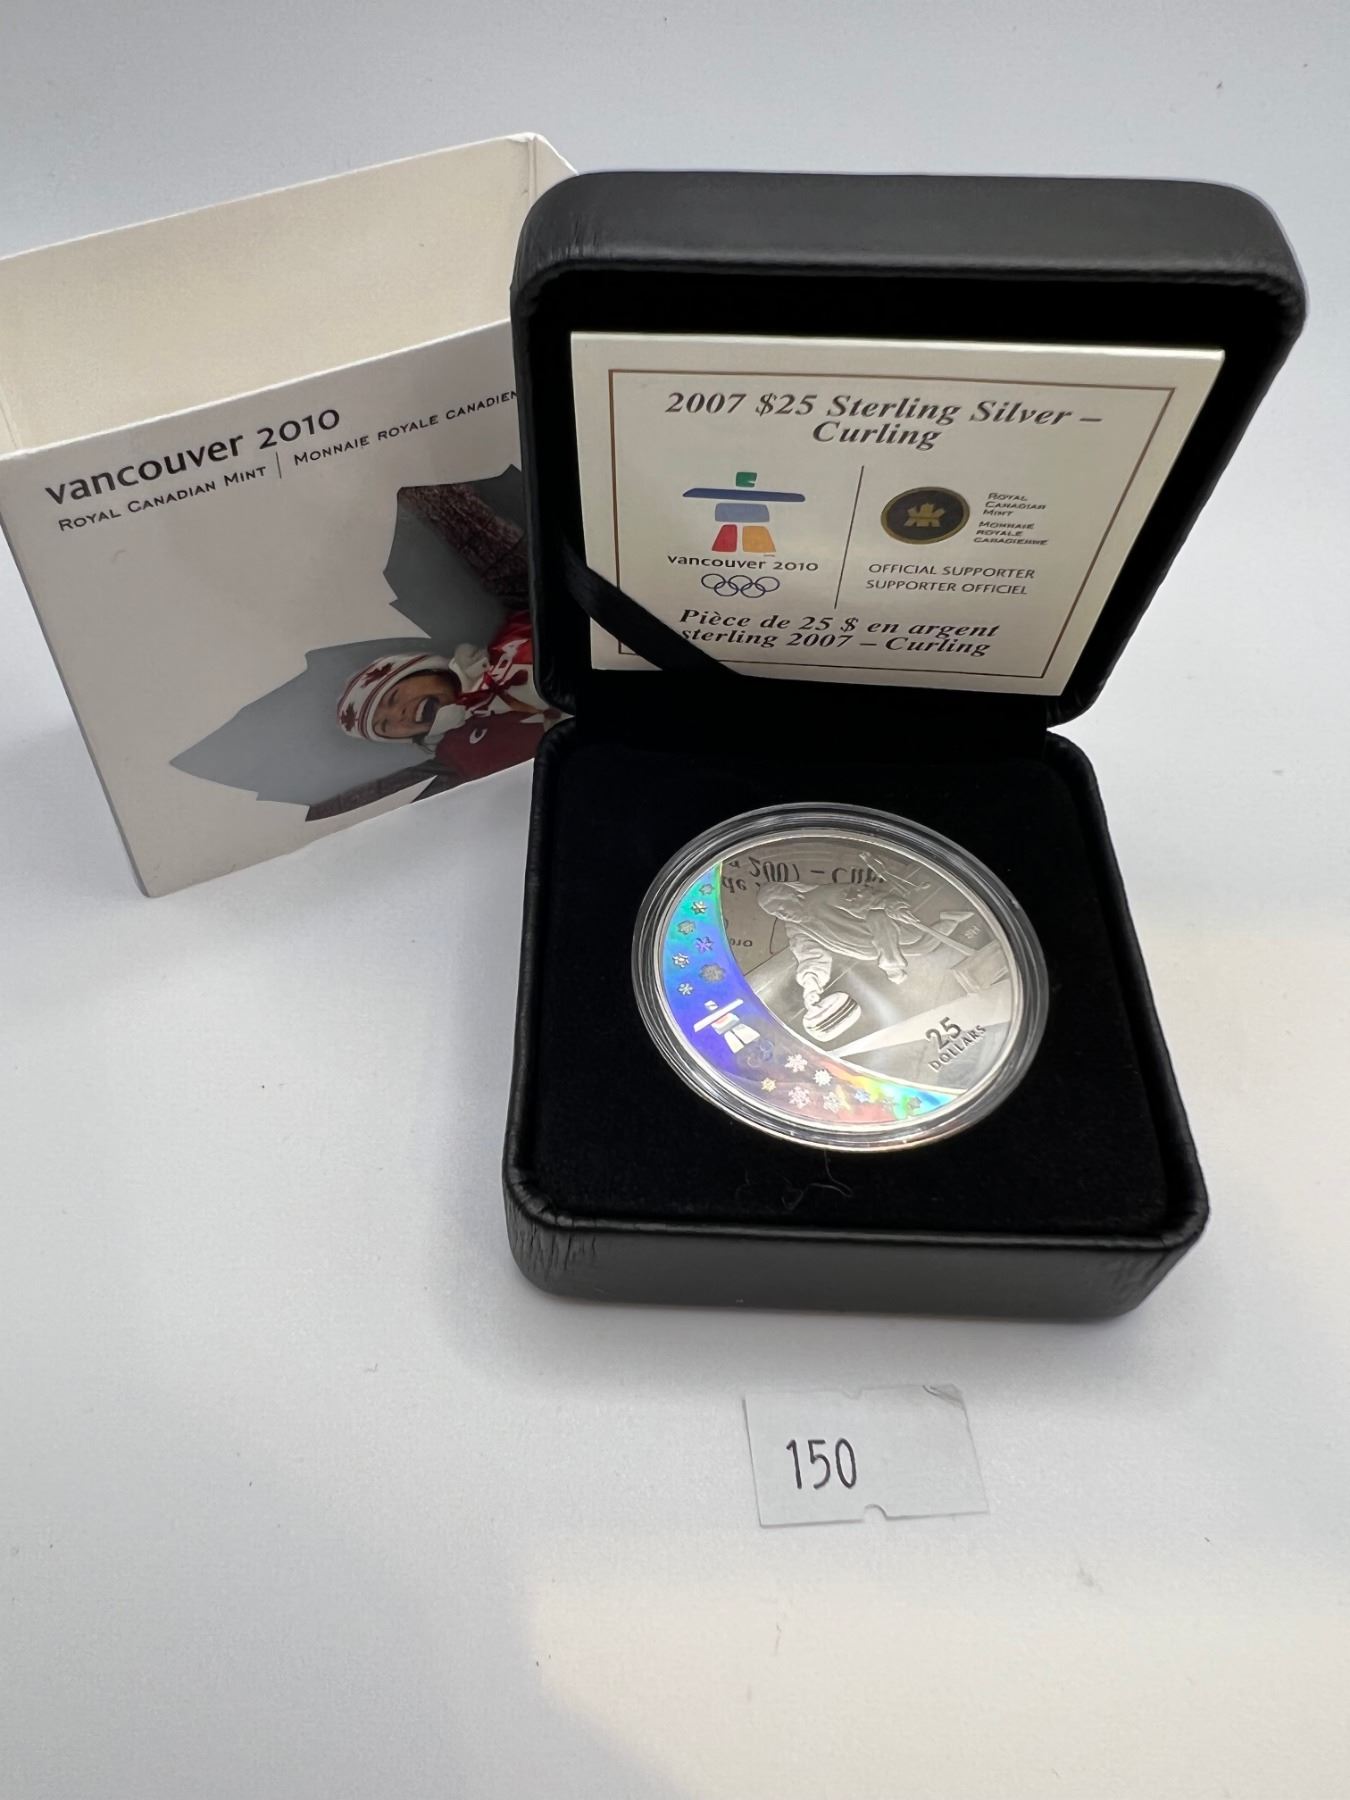 vancouver 2010
ROYAL CANADIAN MINT | MONNAIE ROYALE CANADIEN
2007 $25 Sterling Silver –
Curling
vancouver 2010
ROYAL
CANADIAN
MINT
MONNAIE
ROYALE
CANADIENNE
OFFICIAL SUPPORTER
SUPPORTER OFFICIEL
Pièce de 25 $ en argent
sterling 2007 – Curling
SH
25
DOLLARS
150